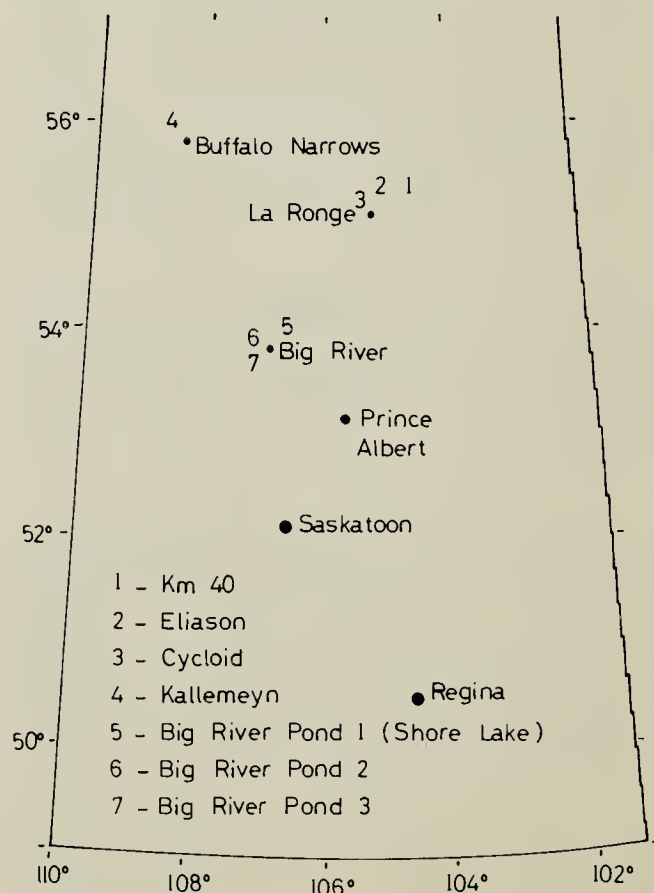 56°
4
Buffalo Narrows
3 2 1
La Ronge
54°
5
6
Big River
7
Prince
Albert
52°
Saskatoon
1 - Km 40
2 - Eliason
3 - Cycloid
4 - Kallemeyn
Regina
5 - Big River Pond 1 (Shore Lake)
50°
6 - Big River Pond 2
7 - Big River Pond 3
110° 108° 106° 104° 102°